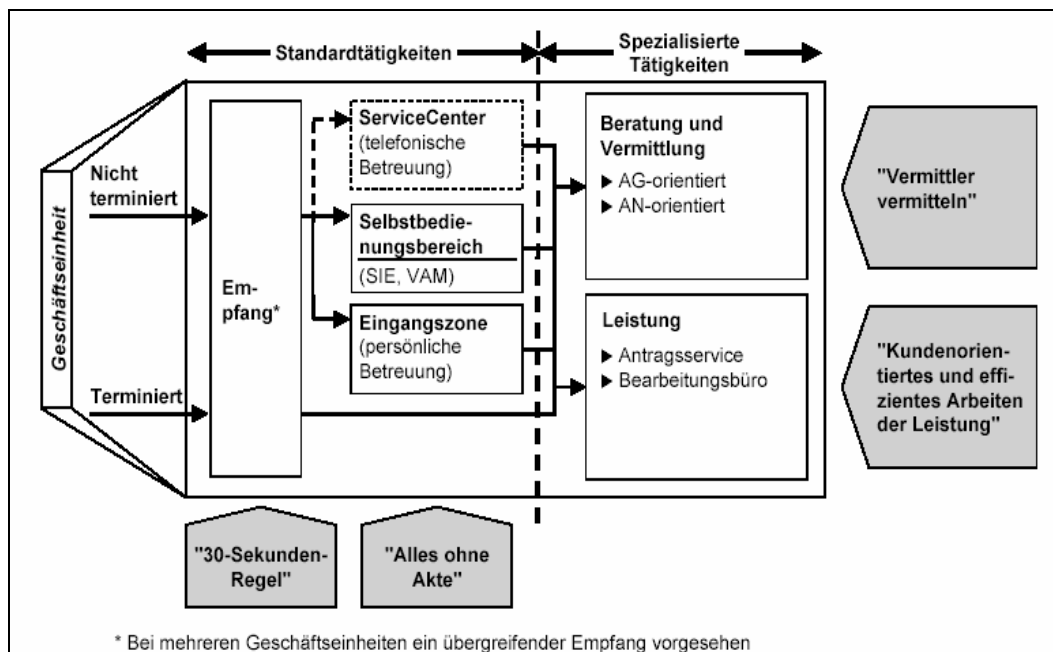 Standardtätigkeiten
Spezialisierte
Tätigkeiten
Geschäftseinheit
Nicht
terminiert
Terminiert
Em-
pfang*
ServiceCenter
(telefonische
Betreuung)
Selbstbedie-
nungsbereich
(SIE, VAM)
Eingangszone
(persönliche
Betreuung)
Beratung und
Vermittlung
▶ AG-orientiert
▶ AN-orientiert
Leistung
▶ Antragsservice
▶ Bearbeitungsbüro
"Vermittler
vermitteln"
"Kundenorien-
tiertes und effi-
zientes Arbeiten
der Leistung"
"30-Sekunden-
Regel"
"Alles ohne
Akte"
* Bei mehreren Geschäftseinheiten ein übergreifender Empfang vorgesehen